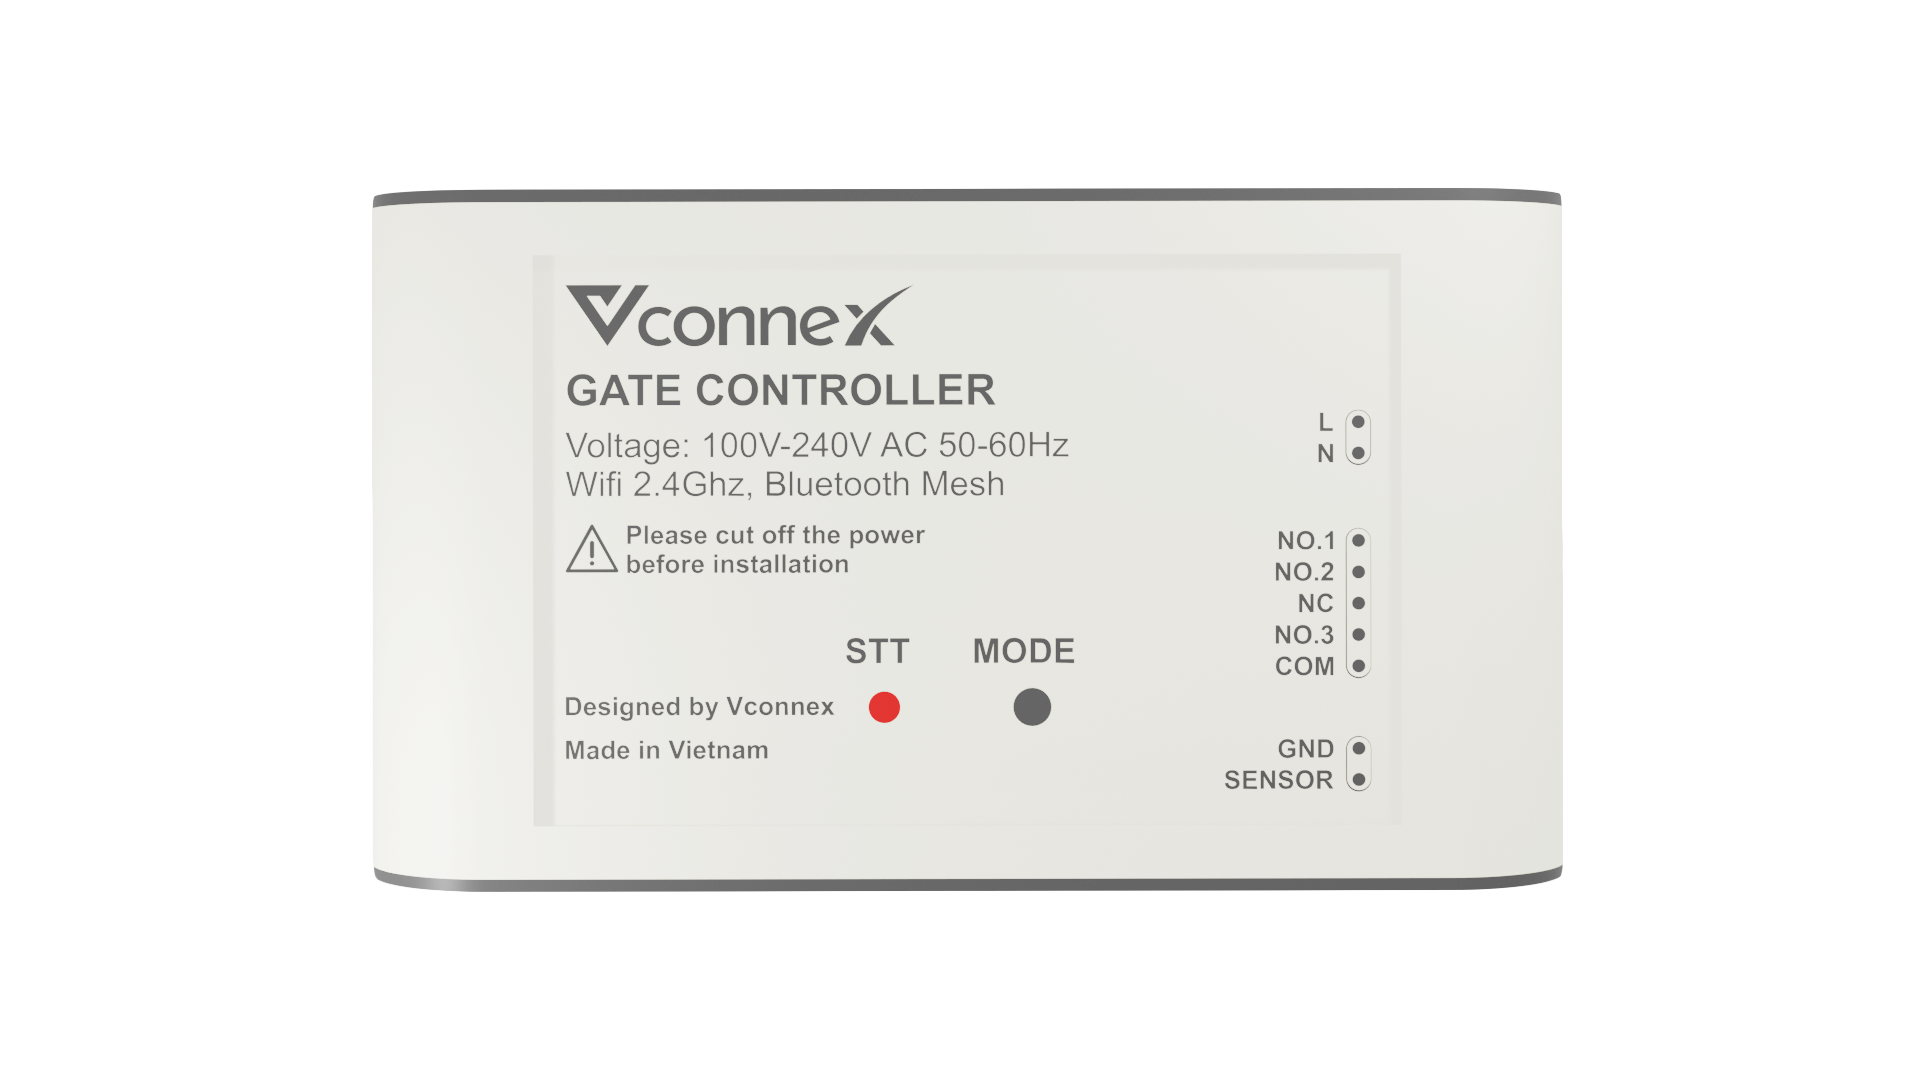 Vconnex
GATE CONTROLLER
Voltage: 100V-240V AC 50-60Hz
Wifi 2.4Ghz, Bluetooth Mesh
Please cut off the power
before installation
STT MODE
Designed by Vconnex
Made in Vietnam
L
N
NO.1
NO.2
NC
NO.3
COM
GND
SENSOR